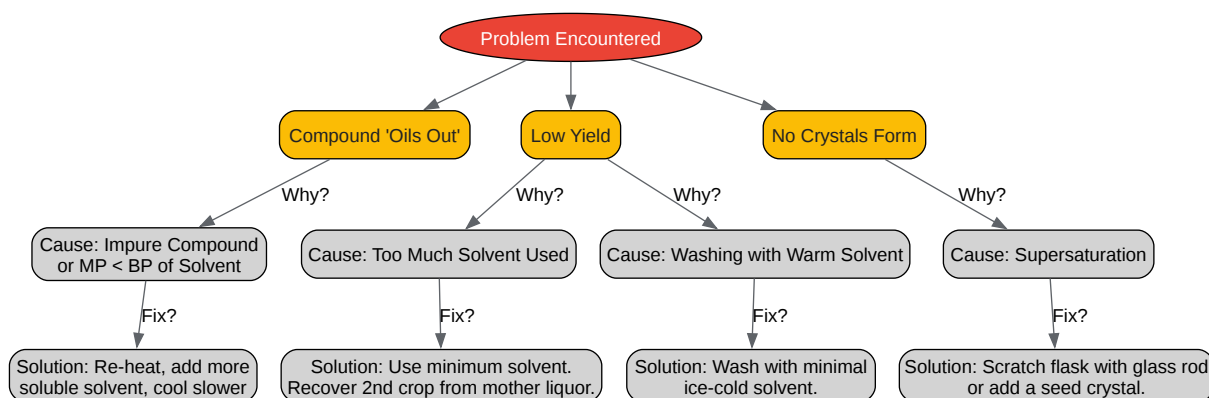 Problem Encountered
Compound 'Oils Out'
Low Yield
No Crystals Form
Why?
Why?
Why?
Why?
Cause: Impure Compound
or MP < BP of Solvent
Cause: Too Much Solvent Used
Cause: Washing with Warm Solvent
Cause: Supersaturation
Fix?
Fix?
Fix?
Fix?
Solution: Re-heat, add more
soluble solvent, cool slower
Solution: Use minimum solvent.
Recover 2nd crop from mother liquor.
Solution: Wash with minimal
ice-cold solvent.
Solution: Scratch flask with glass rod
or add a seed crystal.